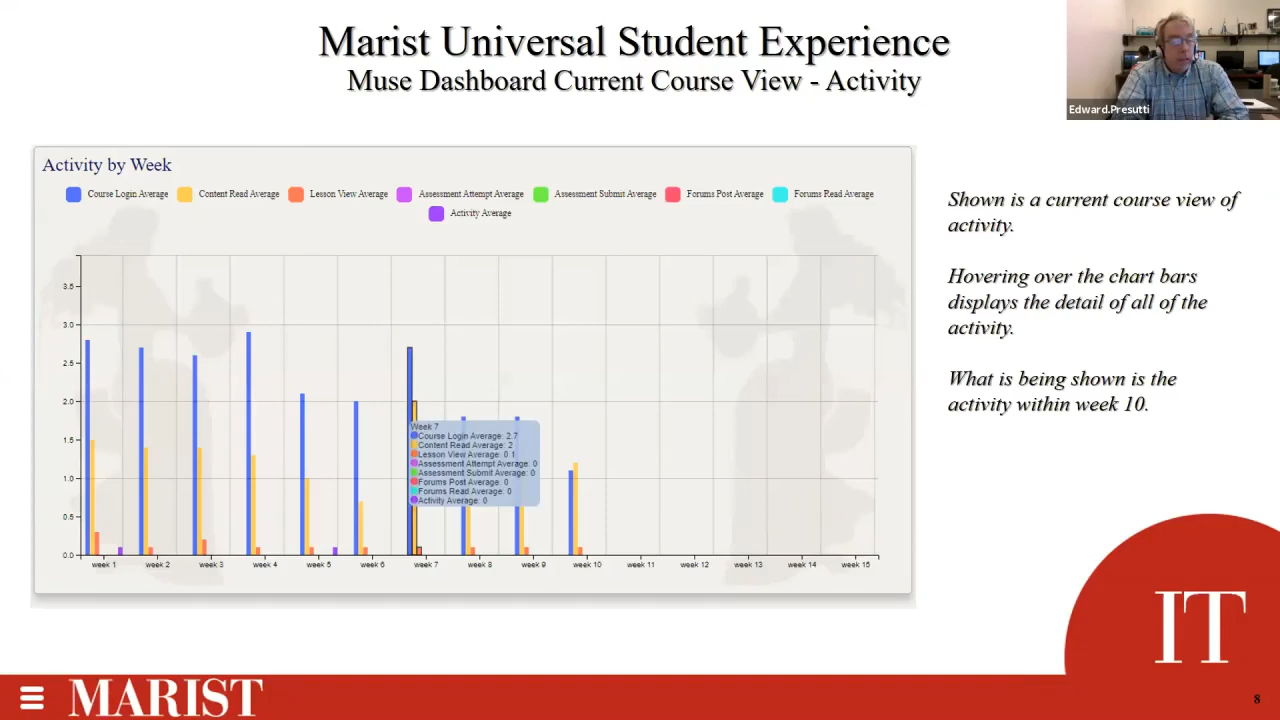 Marist Universal Student Experience
Muse Dashboard Current Course View - Activity
Edward.Presutti
Activity by Week
Course Login Average
Content Read Average
Lesson View Average
Assessment Attempt Average
Assessment Submit Average
Forums Post Average
Forums Read Average
Activity Average
3.5
3.0
2.5
2.0
1.5
1.0
0.5
0.0
Week 7
Course Login Average: 2.7
Content Read Average: 2
Lesson View Average: 0.1
Assessment Attempt Average: 0
Assessment Submit Average: 0
Forums Post Average: 0
Forums Read Average: 0
Activity Average: 0
week 1
week 2
week 3
week 4
week 5
week 6
week 7
week 8
week 9
week 10
week 11
week 12
week 13
week 14
week 15
Shown is a current course view of
activity.
Hovering over the chart bars
displays the detail of all of the
activity.
What is being shown is the
activity within week 10.
IT
MARIST
8